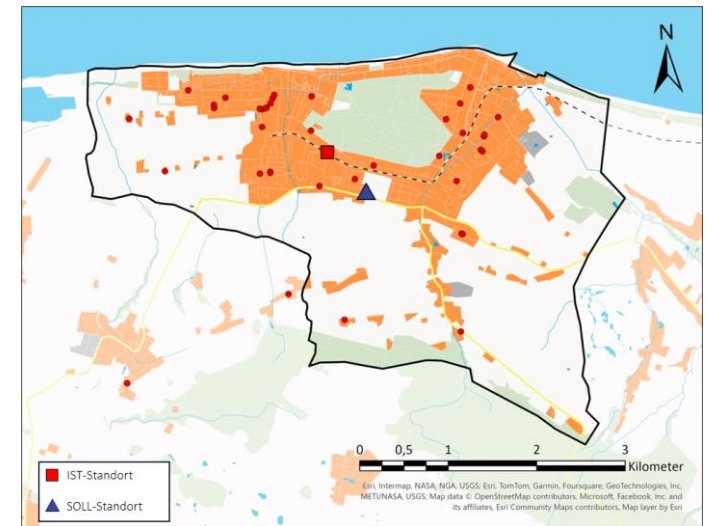 N
0 0,5 1 2 3
Kilometer
Esri, Intermap, NASA, NGA, USGS; Esri, TomTom, Garmin, Foursquare, GeoTechnologies, Inc,
METI/NASA, USGS; Map data © OpenStreetMap contributors, Microsoft, Facebook, Inc. and
its affiliates, Esri Community Maps contributors, Map layer by Esri
IST-Standort
SOLL-Standort